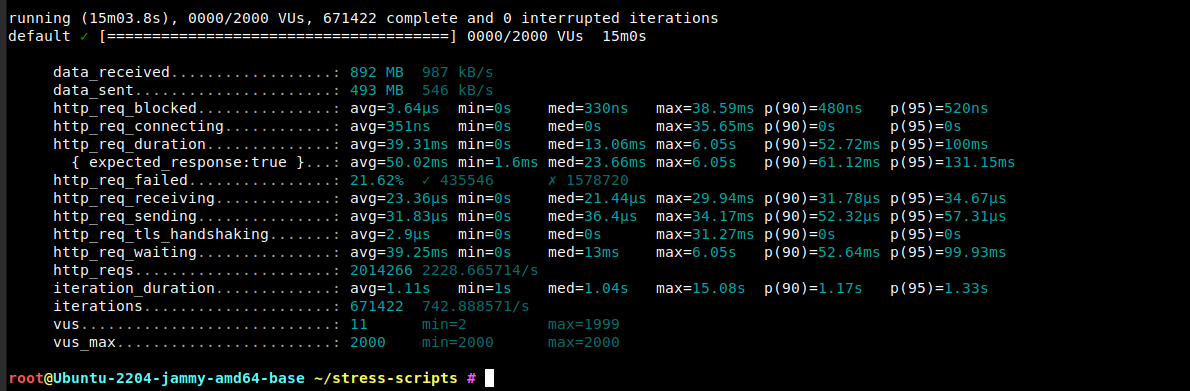 running (15m03.8s), 0000/2000 VUs, 671422 complete and 0 interrupted iterations
default ✓ [======================================] 0000/2000 VUs  15m0s
data_received..................: 892 MB  987 kB/s
data_sent......................: 493 MB  546 kB/s
http_req_blocked...............: avg=3.64µs  min=0s    med=330ns   max=38.59ms p(90)=480ns   p(95)=520ns
http_req_connecting............: avg=351ns   min=0s    med=0s      max=35.65ms p(90)=0s      p(95)=0s
http_req_duration..............: avg=39.31ms min=0s    med=13.06ms max=6.05s   p(90)=52.72ms p(95)=100ms
{ expected_response:true }...: avg=50.02ms min=1.6ms med=23.66ms max=6.05s   p(90)=61.12ms p(95)=131.15ms
http_req_failed................: 21.62%  ✓ 435546      ✗ 1578720
http_req_receiving.............: avg=23.36µs min=0s    med=21.44µs max=29.94ms p(90)=31.78µs p(95)=34.67µs
http_req_sending...............: avg=31.83µs min=0s    med=36.4µs  max=34.17ms p(90)=52.32µs p(95)=57.31µs
http_req_tls_handshaking.......: avg=2.9µs   min=0s    med=0s      max=31.27ms p(90)=0s      p(95)=0s
http_req_waiting...............: avg=39.25ms min=0s    med=13ms    max=6.05s   p(90)=52.64ms p(95)=99.93ms
http_reqs......................: 2014266 2228.665714/s
iteration_duration.............: avg=1.11s   min=1s    med=1.04s   max=15.08s  p(90)=1.17s   p(95)=1.33s
iterations.....................: 671422  742.888571/s
vus............................: 11      min=2         max=1999
vus_max........................: 2000    min=2000      max=2000
root@Ubuntu-2204-jammy-amd64-base ~/stress-scripts #